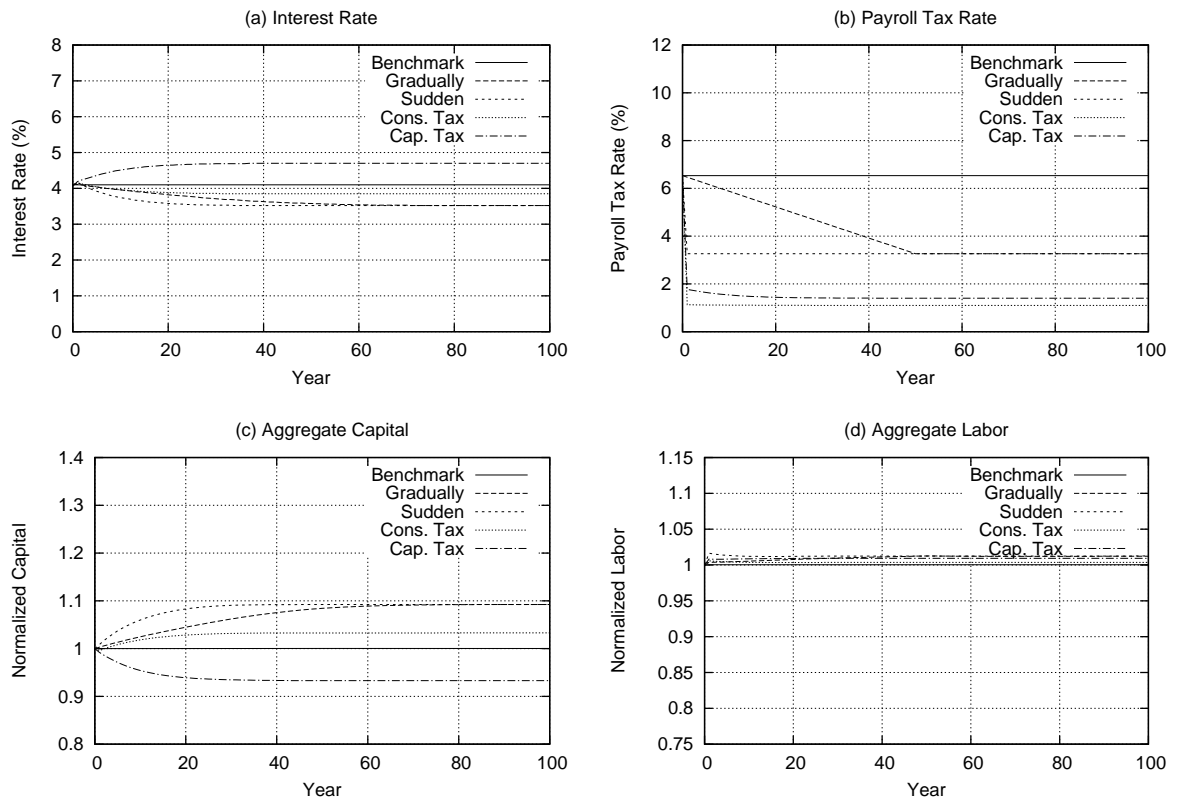 (a) Interest Rate
Interest Rate (%)
8
7
6
5
4
3
2
1
0
Benchmark
Gradually
Sudden
Cons. Tax
Cap. Tax
0 20 40 60 80 100
Year
(b) Payroll Tax Rate
Payroll Tax Rate (%)
12
10
8
6
4
2
0
Benchmark
Gradually
Sudden
Cons. Tax
Cap. Tax
0 20 40 60 80 100
Year
(c) Aggregate Capital
Normalized Capital
1.4
1.3
1.2
1.1
1
0.9
0.8
Benchmark
Gradually
Sudden
Cons. Tax
Cap. Tax
0 20 40 60 80 100
Year
(d) Aggregate Labor
Normalized Labor
1.15
1.1
1.05
1
0.95
0.9
0.85
0.8
0.75
Benchmark
Gradually
Sudden
Cons. Tax
Cap. Tax
0 20 40 60 80 100
Year